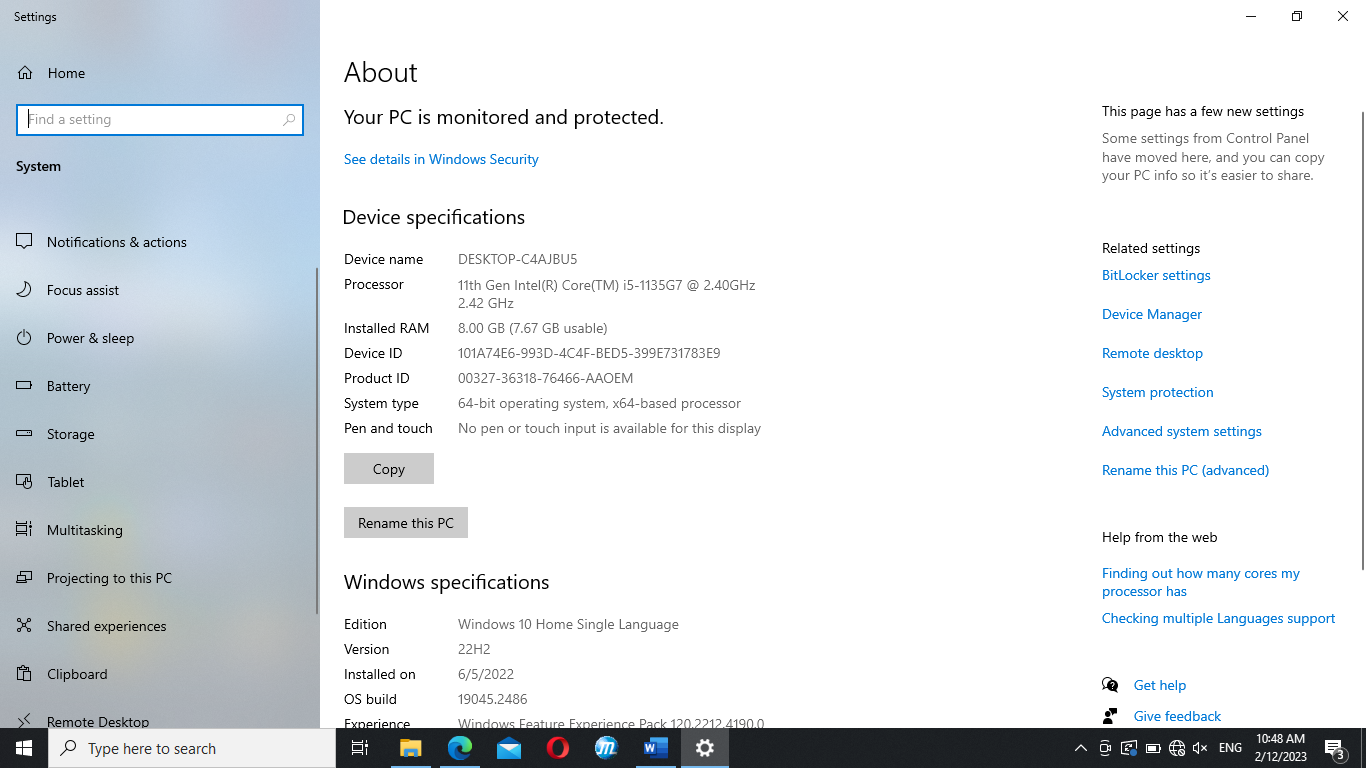 Settings
Home
Find a setting
System
Notifications & actions
Focus assist
Power & sleep
Battery
Storage
Tablet
Multitasking
Projecting to this PC
Shared experiences
Clipboard
Remote Desktop
About
Your PC is monitored and protected.
See details in Windows Security
Device specifications
Device name DESKTOP-C4AJBU5
Processor 11th Gen Intel(R) Core(TM) i5-1135G7 @ 2.40GHz
2.42 GHz
Installed RAM 8.00 GB (7.67 GB usable)
Device ID 101A74E6-993D-4C4F-BED5-399E731783E9
Product ID 00327-36318-76466-AAOEM
System type 64-bit operating system, x64-based processor
Pen and touch No pen or touch input is available for this display
Copy
Rename this PC
Windows specifications
Edition Windows 10 Home Single Language
Version 22H2
Installed on 6/5/2022
OS build 19045.2486
Experience Windows Feature Experience Pack 120.2212.4190.0
This page has a few new settings
Some settings from Control Panel
have moved here, and you can copy
your PC info so it's easier to share.
Related settings
BitLocker settings
Device Manager
Remote desktop
System protection
Advanced system settings
Rename this PC (advanced)
Help from the web
Finding out how many cores my
processor has
Checking multiple Languages support
Get help
Give feedback
Type here to search
ENG
10:48 AM
2/12/2023
3